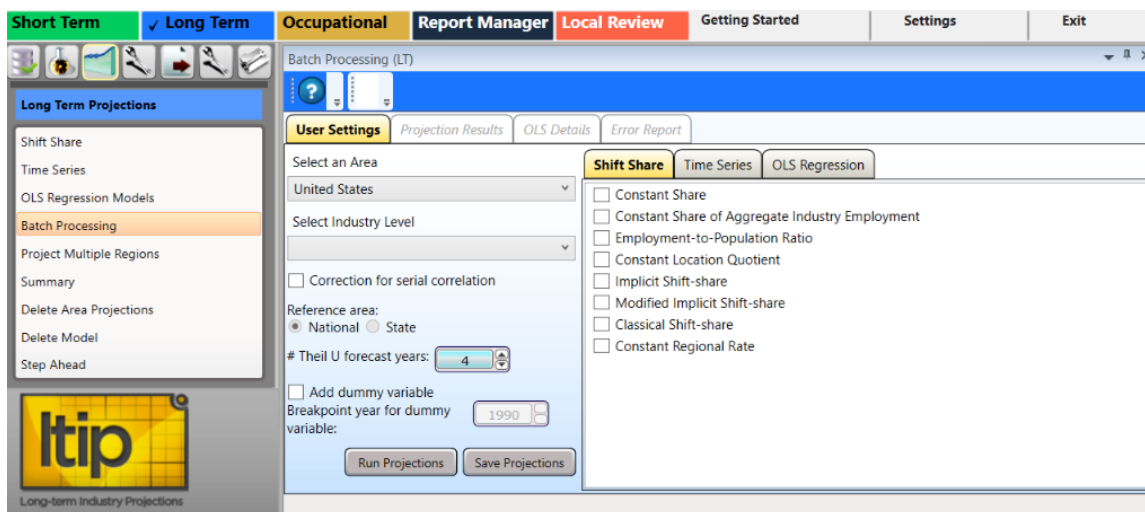 Short Term
✓ Long Term
Occupational
Report Manager
Local Review
Getting Started
Settings
Exit
Long Term Projections
Shift Share
Time Series
OLS Regression Models
Batch Processing
Project Multiple Regions
Summary
Delete Area Projections
Delete Model
Step Ahead
ltip
Long-term Industry Projections
Batch Processing (LT)
?
User Settings
Projection Results
OLS Details
Error Report
Select an Area
United States
Select Industry Level
Correction for serial correlation
Reference area:
National State
# Theil U forecast years: 4
Add dummy variable
Breakpoint year for dummy
variable:
1990
Run Projections
Save Projections
Shift Share
Time Series
OLS Regression
Constant Share
Constant Share of Aggregate Industry Employment
Employment-to-Population Ratio
Constant Location Quotient
Implicit Shift-share
Modified Implicit Shift-share
Classical Shift-share
Constant Regional Rate